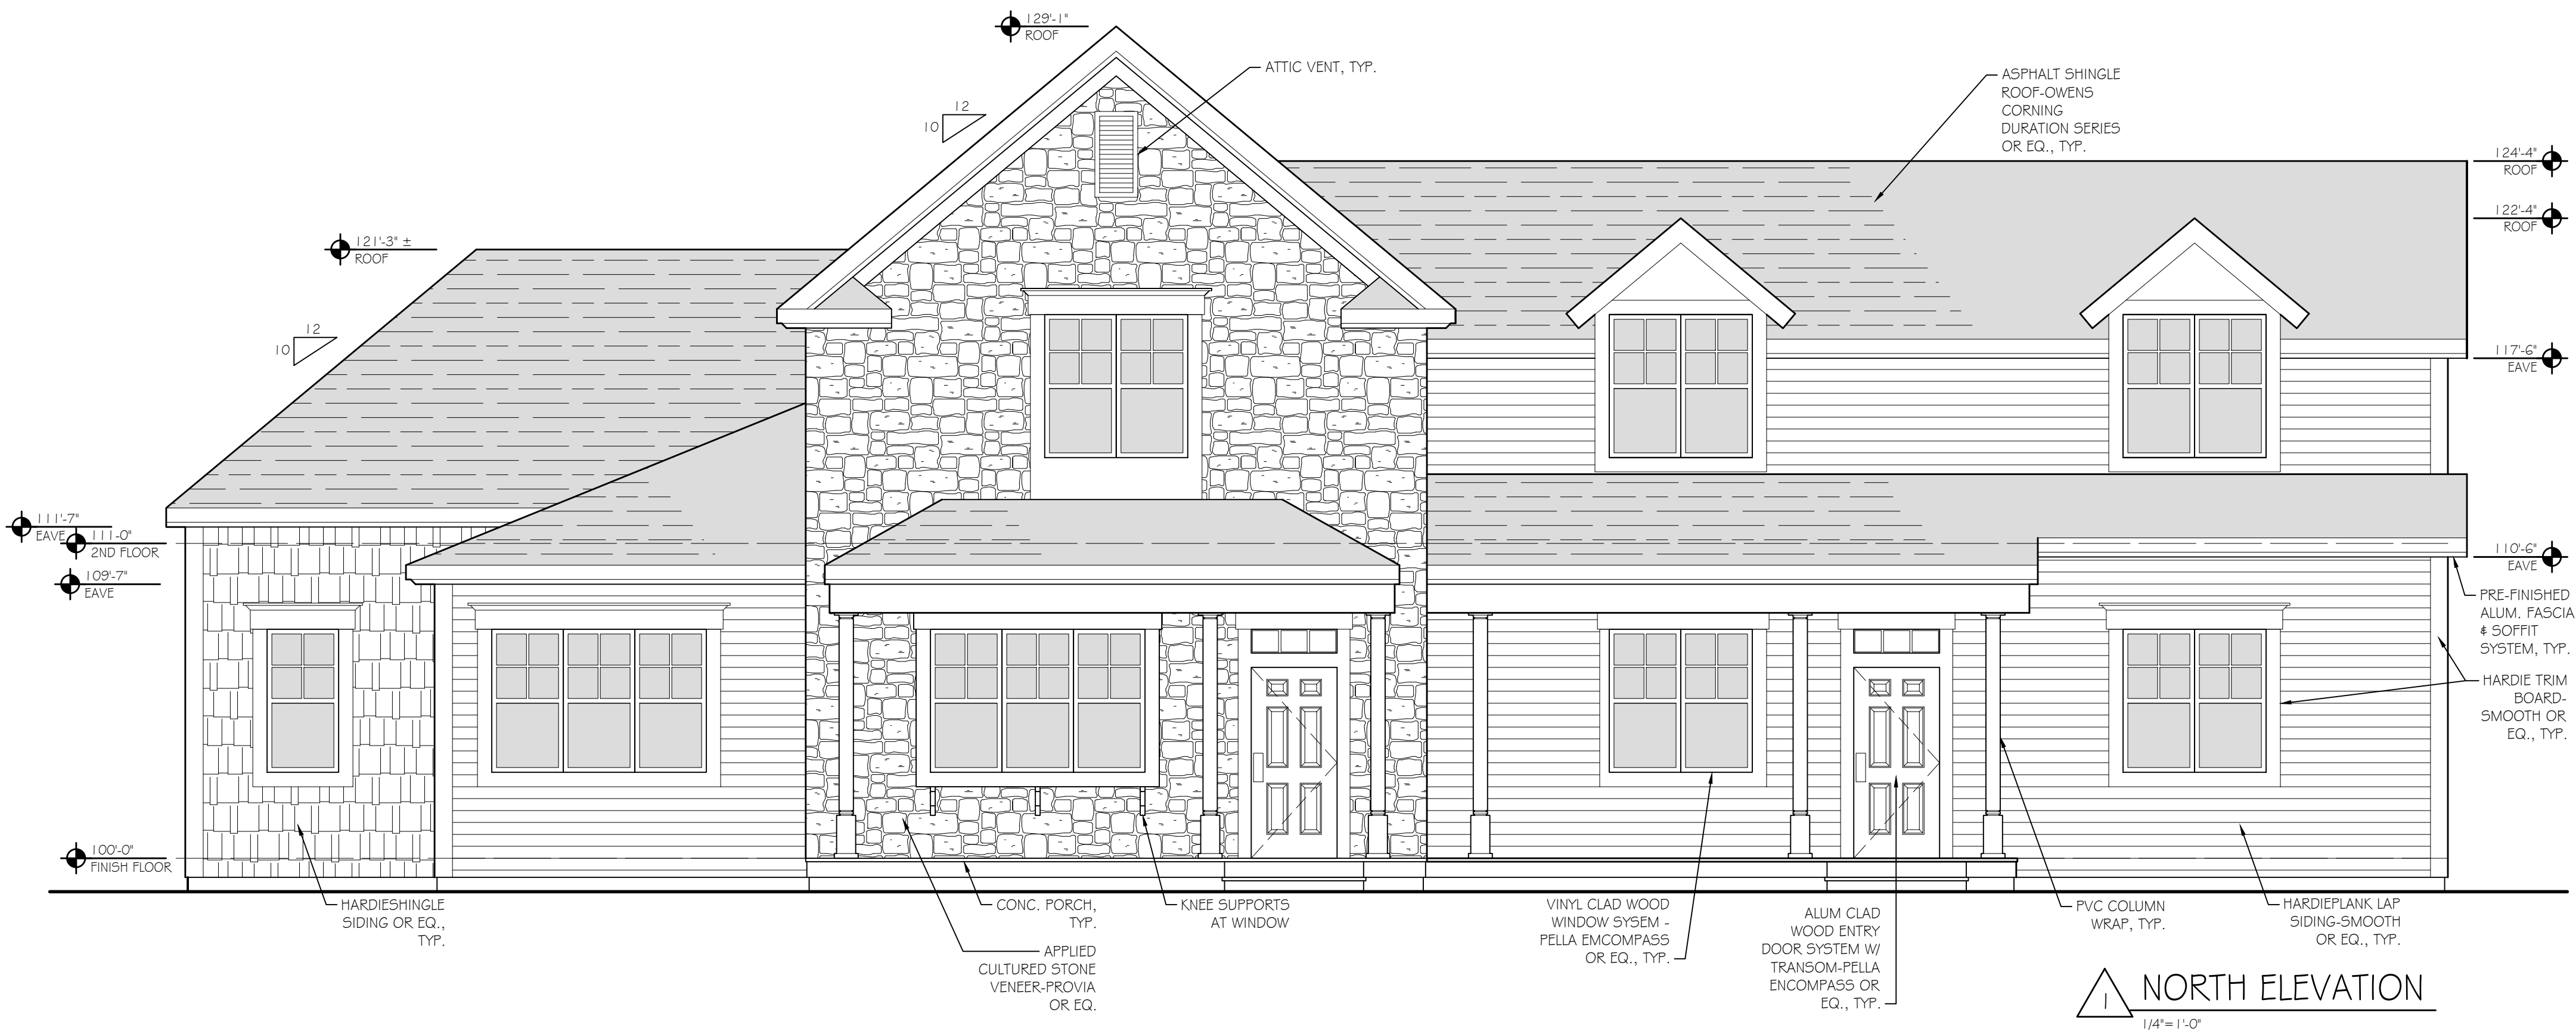 129'-1"
ROOF
ATTIC VENT, TYP.
12
10
ASPHALT SHINGLE
ROOF-OWENS
CORNING
DURATION SERIES
OR EQ., TYP.
124'-4"
ROOF
122'-4"
ROOF
121'-3" ±
ROOF
12
10
117'-6"
EAVE
111'-7"
EAVE
111-0"
2ND FLOOR
109'-7"
EAVE
110'-6"
EAVE
PRE-FINISHED
ALUM. FASCIA
& SOFFIT
SYSTEM, TYP.
HARDIE TRIM
BOARD-
SMOOTH OR
EQ., TYP.
100'-0"
FINISH FLOOR
HARDIESHINGLE
SIDING OR EQ.,
TYP.
CONC. PORCH,
TYP.
APPLIED
CULTURED STONE
VENEER-PROVIA
OR EQ.
KNEE SUPPORTS
AT WINDOW
VINYL CLAD WOOD
WINDOW SYSEM -
PELLA EMCOMPASS
OR EQ., TYP.
ALUM CLAD
WOOD ENTRY
DOOR SYSTEM W/
TRANSOM-PELLA
ENCOMPASS OR
EQ., TYP.
PVC COLUMN
WRAP, TYP.
HARDIEPLANK LAP
SIDING-SMOOTH
OR EQ., TYP.
1
NORTH ELEVATION
1/4"=1'-0"